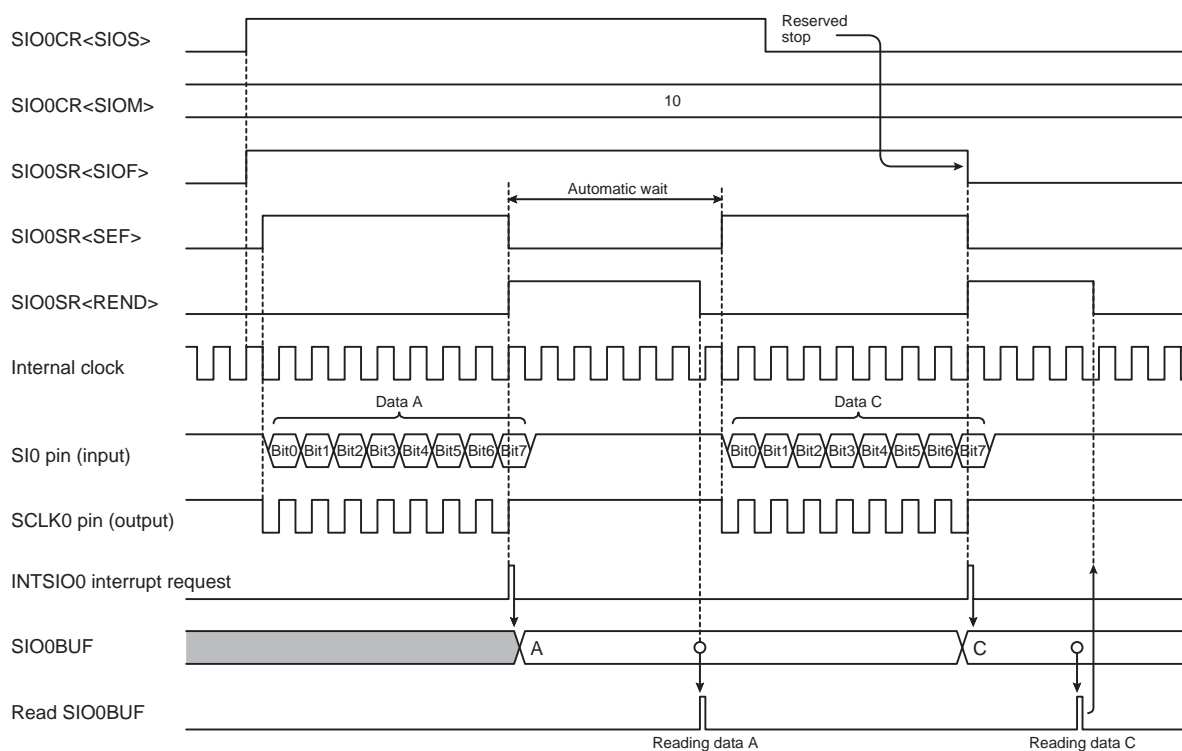 Reserved
stop
SIO0CR<SIOS>
SIO0CR<SIOM>
10
SIO0SR<SIOF>
Automatic wait
SIO0SR<SEF>
SIO0SR<REND>
Internal clock
Data A
Data C
SI0 pin (input)
Bit0 Bit1 Bit2 Bit3 Bit4 Bit5 Bit6 Bit7
Bit0 Bit1 Bit2 Bit3 Bit4 Bit5 Bit6 Bit7
SCLK0 pin (output)
INTSIO0 interrupt request
SIO0BUF
A
C
Read SIO0BUF
Reading data A
Reading data C